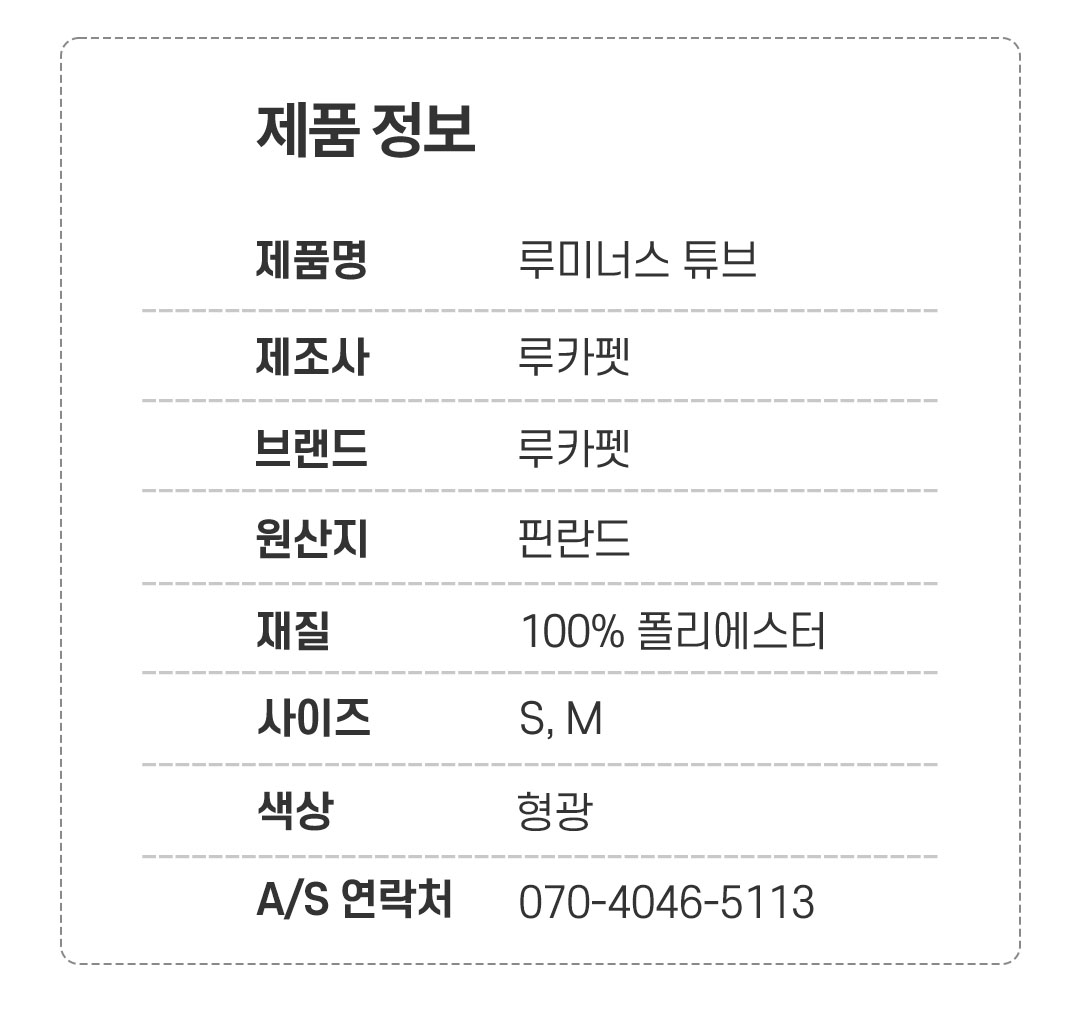 제품 정보
제품명 루미너스 튜브
제조사 루카펫
브랜드 루카펫
원산지 핀란드
재질 100% 폴리에스터
사이즈 S, M
색상 형광
A/S 연락처 070-4046-5113